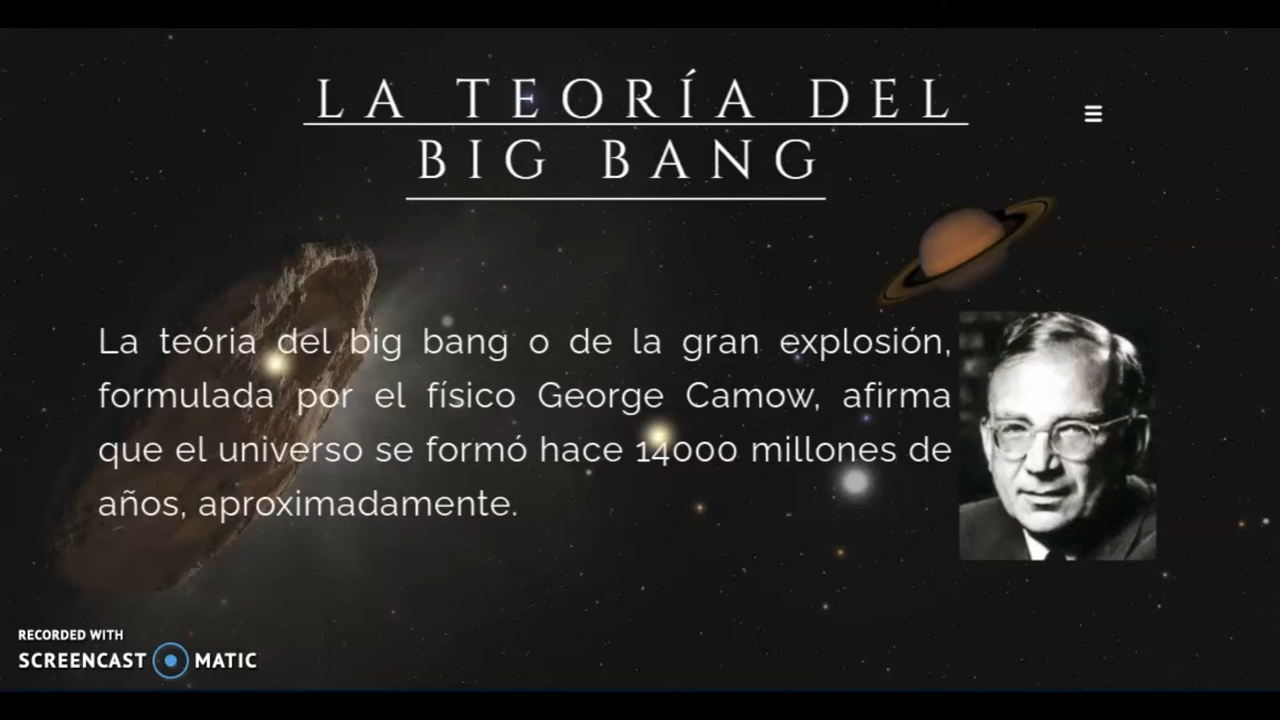 LA TEORÍA DEL
BIG BANG
La teória del big bang o de la gran explosión,
formulada por el físico George Camow, afirma
que el universo se formó hace 14000 millones de
años, aproximadamente.
RECORDED WITH
SCREENCAST MATIC